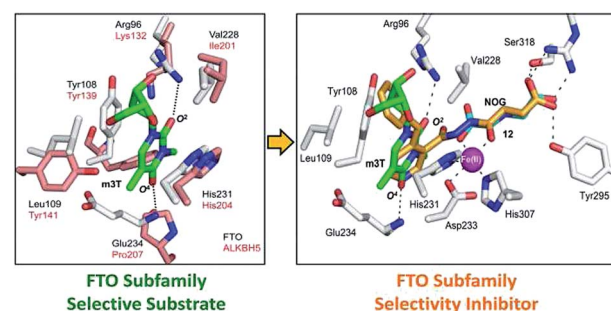 Arg96
Lys132
Val228
Ile201
Tyr108
Tyr139
O²
m3T
O⁴
Leu109
Tyr141
His231
His204
Glu234
Pro207
FTO
ALKBH5
FTO Subfamily
Selective Substrate
Arg96
Ser318
Val228
Tyr108
NOG
O²
12
Leu109
m3T
Fe(II)
His231
Tyr295
O⁴
His307
Glu234
Asp233
FTO Subfamily
Selectivity Inhibitor